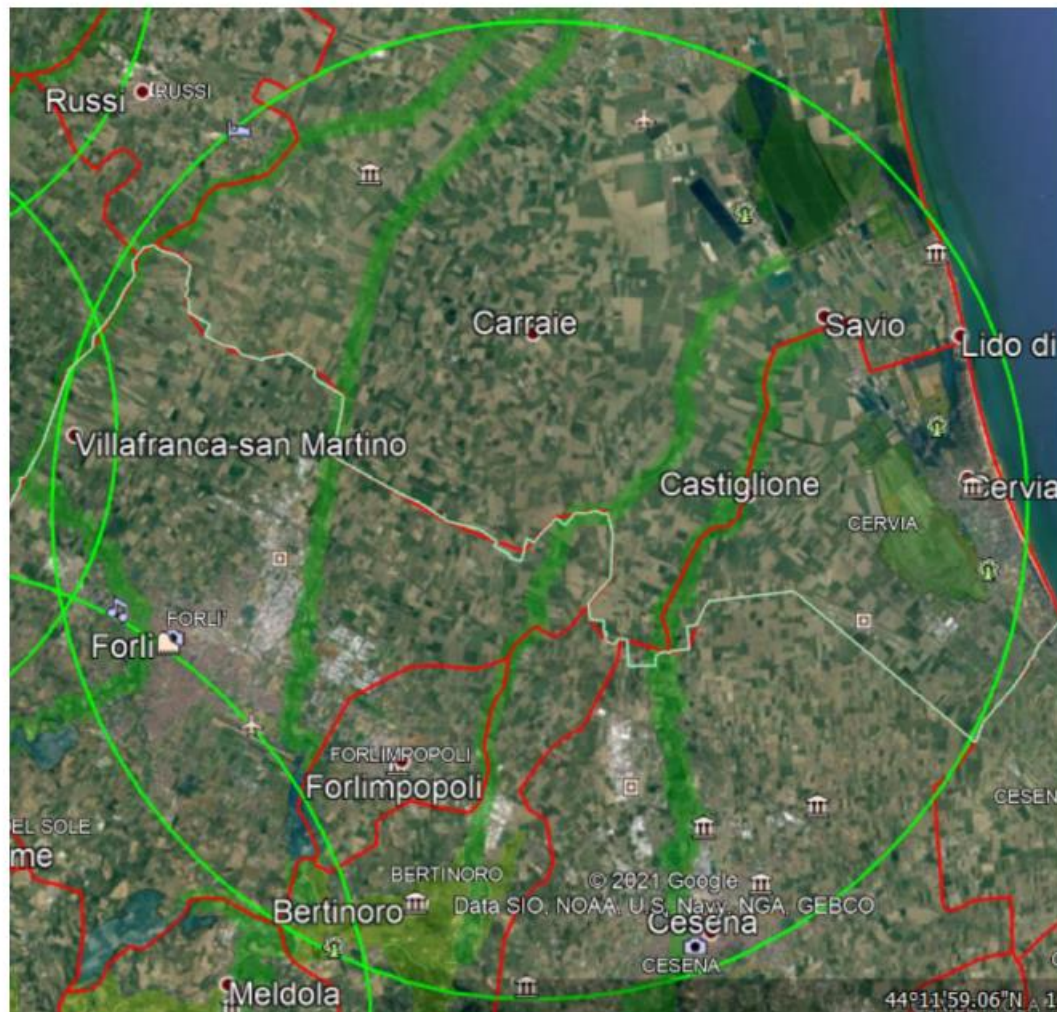 Russi
RUSSI
Carraie
Savio
Lido di
Villafranca-san Martino
Castiglione
Cervia
CERVIA
FORLI'
Forlì
FORLIMPOPOLI
Forlimpopoli
CESEN
EL SOLE
me
BERTINORO
© 2021 Google
Data SIO, NOAA, U.S. Navy, NGA, GEBCO
Bertinoro
Cesena
CESENA
Meldola
44°11'59.06"N